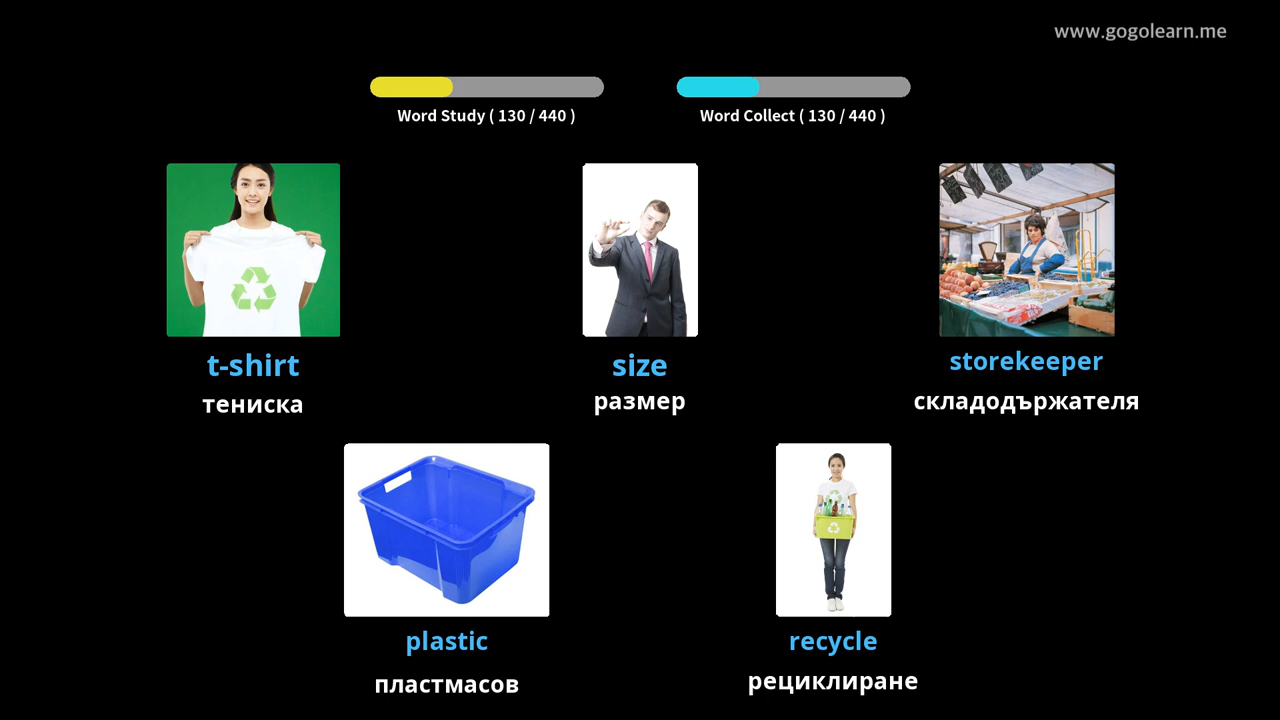 www.gogolearn.me
Word Study ( 130 / 440 )
Word Collect ( 130 / 440 )
t-shirt
size
storekeeper
тениска
размер
складодържателя
plastic
recycle
пластмасов
рециклиране